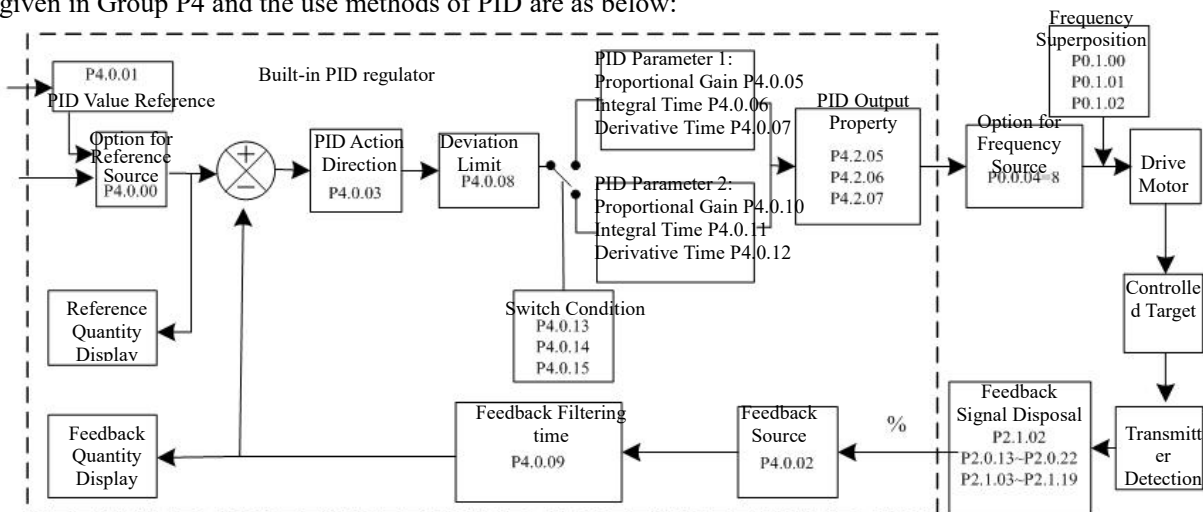 given in Group P4 and the use methods of PID are as below:
P4.0.01
PID Value Reference
Option for
Reference
Source
P4.0.00
Built-in PID regulator
+
−
PID Action
Direction
P4.0.03
Deviation
Limit
P4.0.08
PID Parameter 1:
Proportional Gain P4.0.05
Integral Time P4.0.06
Derivative Time P4.0.07
PID Parameter 2:
Proportional Gain P4.0.10
Integral Time P4.0.11
Derivative Time P4.0.12
Switch Condition
P4.0.13
P4.0.14
P4.0.15
PID Output
Property
P4.2.05
P4.2.06
P4.2.07
Frequency
Superposition
P0.1.00
P0.1.01
P0.1.02
Option for
Frequency
Source
P0.0.04=8
Drive
Motor
Controlle
d Target
Transmitt
er
Detection
Feedback
Signal Disposal
P2.1.02
P2.0.13~P2.0.22
P2.1.03~P2.1.19
%
Feedback
Source
P4.0.02
Feedback Filtering
time
P4.0.09
Reference
Quantity
Display
Feedback
Quantity
Display